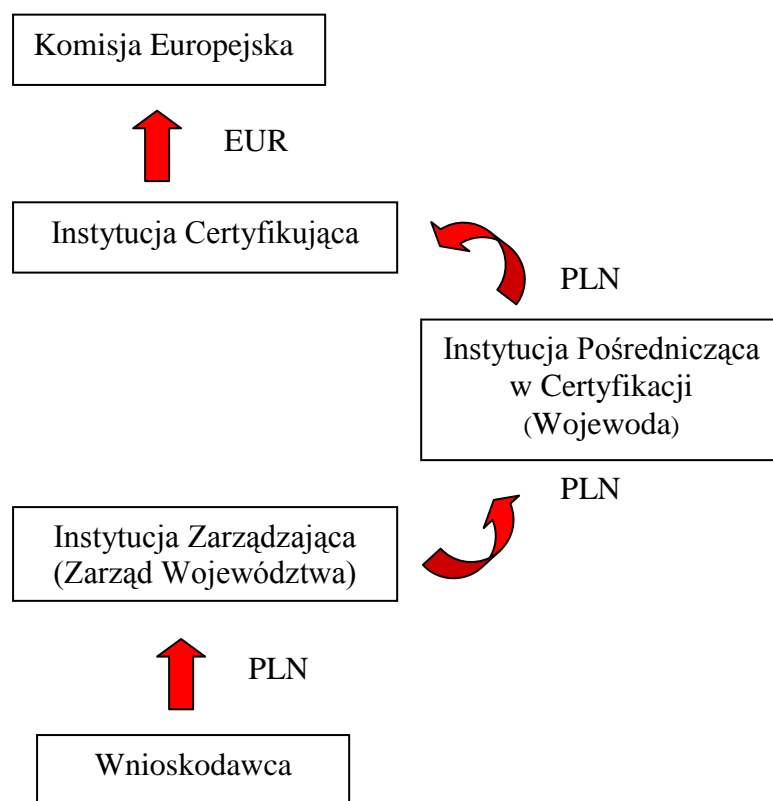 Komisja Europejska
EUR
Instytucja Certyfikująca
PLN
Instytucja Pośrednicząca
w Certyfikacji
(Wojewoda)
PLN
Instytucja Zarządzająca
(Zarząd Województwa)
PLN
Wnioskodawca